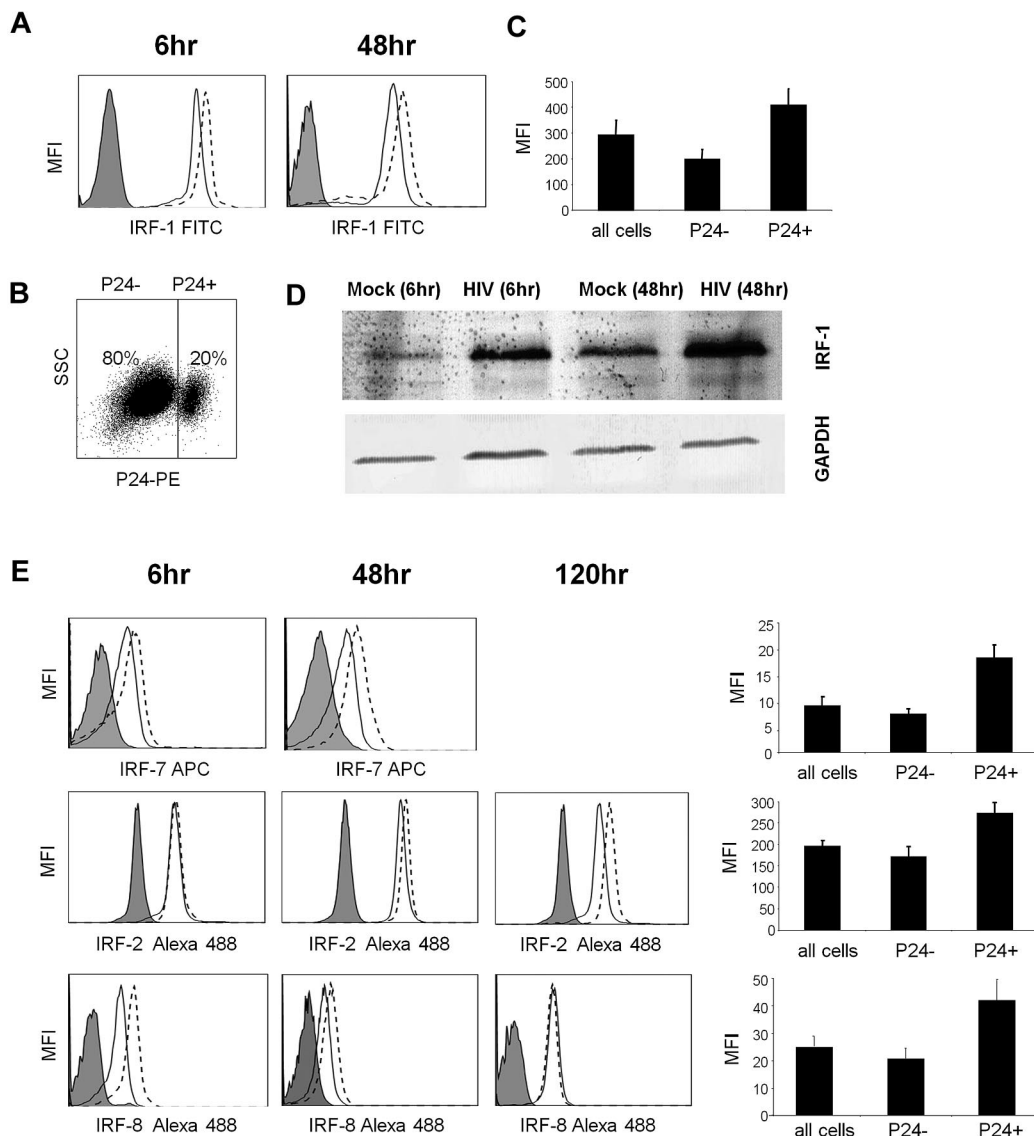 A
6hr
48hr
MFI
IRF-1 FITC
IRF-1 FITC
C
500
400
300
200
100
0
MFI
all cells
P24-
P24+
B
P24-
P24+
80%
20%
SSC
P24-PE
D
Mock (6hr)
HIV (6hr)
Mock (48hr)
HIV (48hr)
IRF-1
GAPDH
E
6hr
48hr
120hr
MFI
IRF-7 APC
IRF-7 APC
25
20
15
10
5
0
MFI
all cells
P24-
P24+
MFI
IRF-2 Alexa 488
IRF-2 Alexa 488
IRF-2 Alexa 488
300
250
200
150
100
50
0
MFI
all cells
P24-
P24+
MFI
IRF-8 Alexa 488
IRF-8 Alexa 488
IRF-8 Alexa 488
50
40
30
20
10
0
MFI
all cells
P24-
P24+